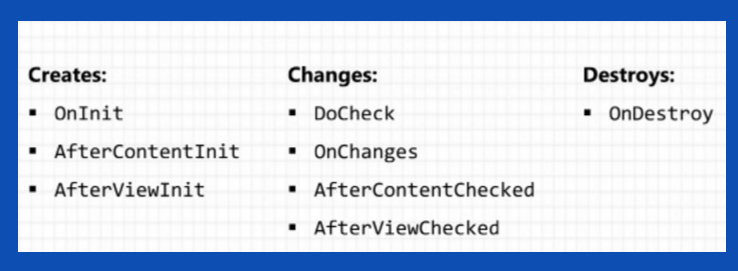 Creates:
▪ OnInit
▪ AfterContentInit
▪ AfterViewInit
Changes:
▪ DoCheck
▪ OnChanges
▪ AfterContentChecked
▪ AfterViewChecked
Destroys:
▪ OnDestroy